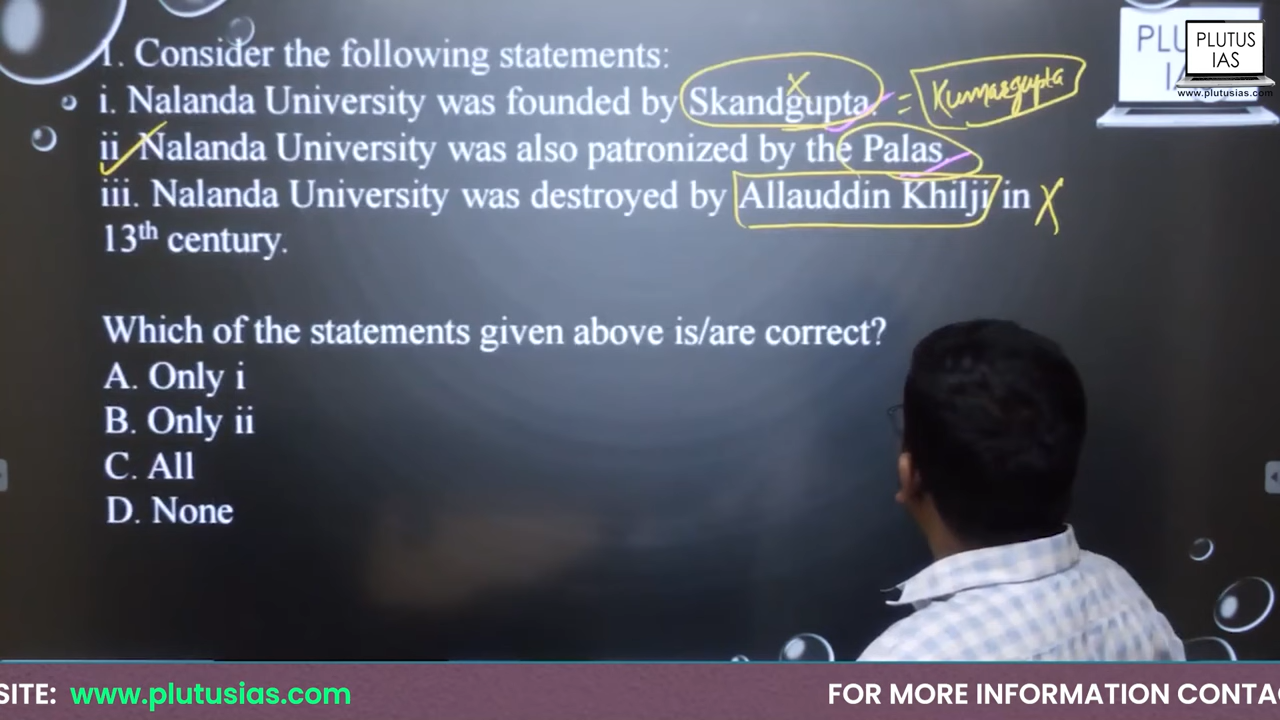 1. Consider the following statements:
i. Nalanda University was founded by Skandgupta. = Kumargupta
ii Nalanda University was also patronized by the Palas
iii. Nalanda University was destroyed by Allauddin Khilji in X
13th century.
Which of the statements given above is/are correct?
A. Only i
B. Only ii
C. All
D. None
PLUTUS
IAS
www.plutusias.com
SITE: www.plutusias.com
FOR MORE INFORMATION CONTAC